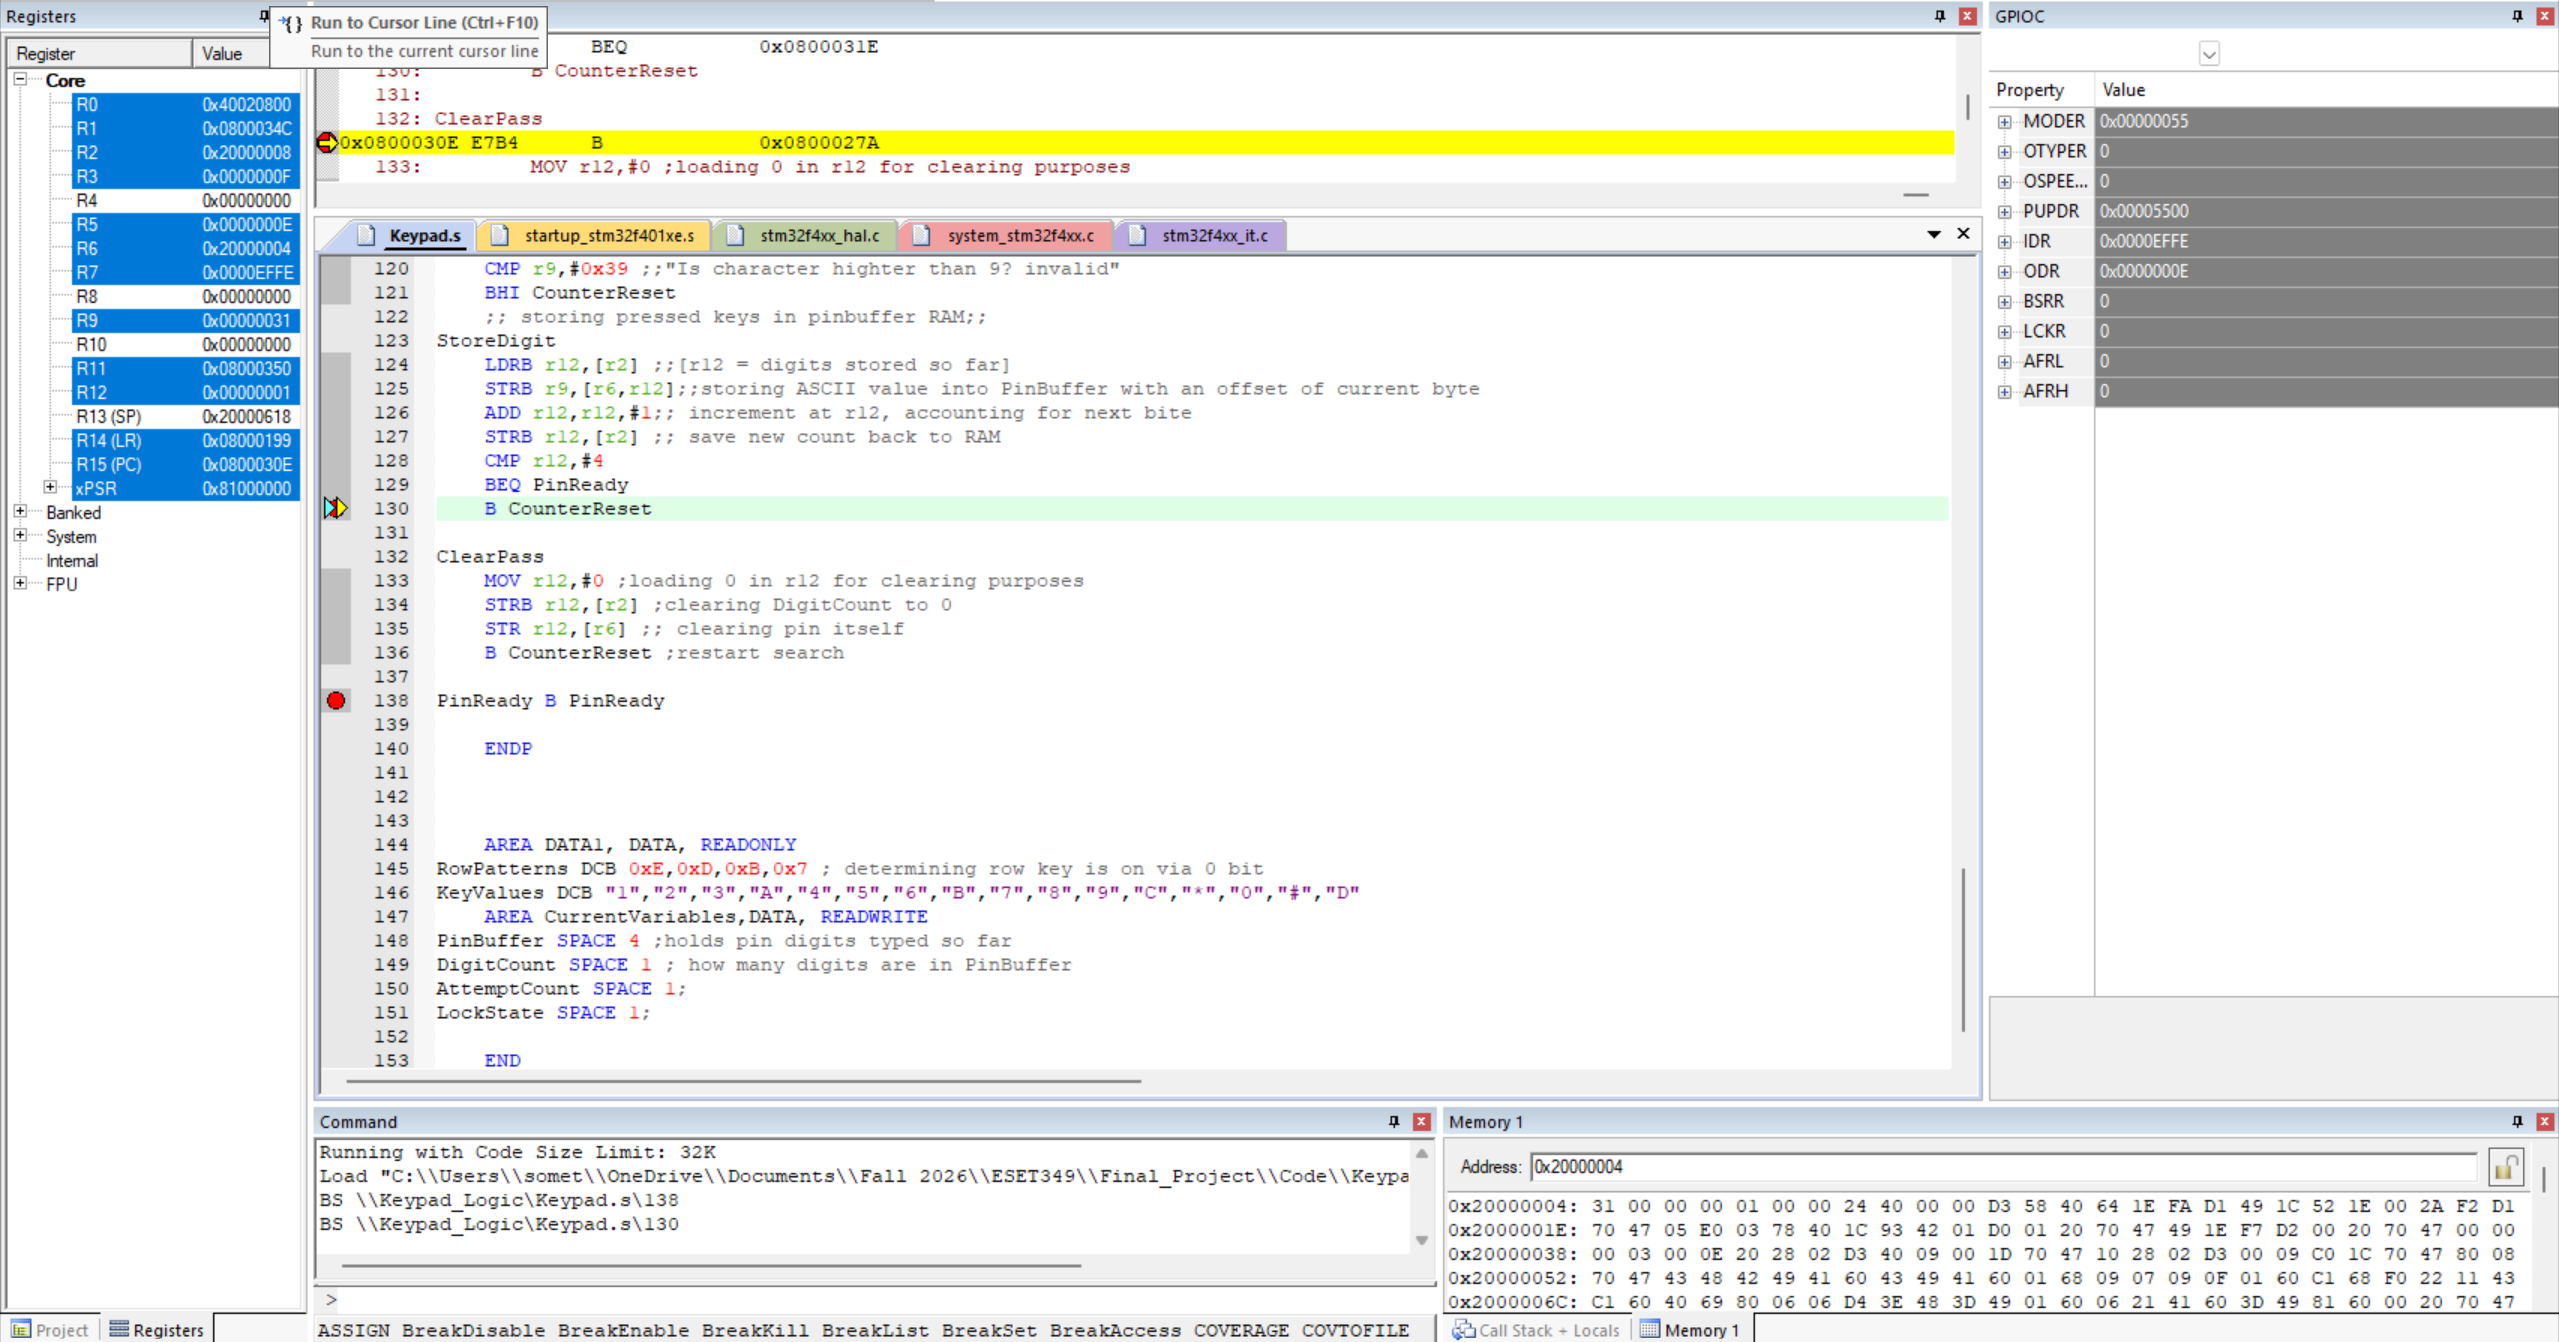 Registers
Register Value
Core
R0 0x40020800
R1 0x0800034C
R2 0x20000008
R3 0x0000000F
R4 0x00000000
R5 0x0000000E
R6 0x20000004
R7 0x0000EFFE
R8 0x00000000
R9 0x00000031
R10 0x00000000
R11 0x08000350
R12 0x00000001
R13 (SP) 0x20000618
R14 (LR) 0x08000199
R15 (PC) 0x0800030E
xPSR 0x81000000
Banked
System
Internal
FPU
Project Registers
Run to Cursor Line (Ctrl+F10)
Run to the current cursor line
BEQ 0x0800031E
130: B CounterReset
131:
132: ClearPass
0x0800030E E7B4 B 0x0800027A
133: MOV r12,#0 ;loading 0 in r12 for clearing purposes
Keypad.s startup_stm32f401xe.s stm32f4xx_hal.c system_stm32f4xx.c stm32f4xx_it.c
120 CMP r9,#0x39 ;;"Is character highter than 9? invalid"
121 BHI CounterReset
122 ;; storing pressed keys in pinbuffer RAM;;
123 StoreDigit
124 LDRB r12,[r2] ;;[r12 = digits stored so far]
125 STRB r9,[r6,r12];;storing ASCII value into PinBuffer with an offset of current byte
126 ADD r12,r12,#1;; increment at r12, accounting for next bite
127 STRB r12,[r2] ;; save new count back to RAM
128 CMP r12,#4
129 BEQ PinReady
130 B CounterReset
131
132 ClearPass
133 MOV r12,#0 ;loading 0 in r12 for clearing purposes
134 STRB r12,[r2] ;clearing DigitCount to 0
135 STR r12,[r6] ;; clearing pin itself
136 B CounterReset ;restart search
137
138 PinReady B PinReady
139
140 ENDP
141
142
143
144 AREA DATA1, DATA, READONLY
145 RowPatterns DCB 0xE,0xD,0xB,0x7 ; determining row key is on via 0 bit
146 KeyValues DCB "1","2","3","A","4","5","6","B","7","8","9","C","*","0","#","D"
147 AREA CurrentVariables,DATA, READWRITE
148 PinBuffer SPACE 4 ;holds pin digits typed so far
149 DigitCount SPACE 1 ; how many digits are in PinBuffer
150 AttemptCount SPACE 1;
151 LockState SPACE 1;
152
153 END
GPIOC
Property Value
MODER 0x00000055
OTYPER 0
OSPEE... 0
PUPDR 0x00005500
IDR 0x0000EFFE
ODR 0x0000000E
BSRR 0
LCKR 0
AFRL 0
AFRH 0
Command
Running with Code Size Limit: 32K
Load "C:\\Users\\somet\\OneDrive\\Documents\\Fall 2026\\ESET349\\Final_Project\\Code\\Keypa
BS \\Keypad_Logic\Keypad.s\138
BS \\Keypad_Logic\Keypad.s\130
>
ASSIGN BreakDisable BreakEnable BreakKill BreakList BreakSet BreakAccess COVERAGE COVTOFILE
Memory 1
Address: 0x20000004
0x20000004: 31 00 00 00 01 00 00 24 40 00 00 D3 58 40 64 1E FA D1 49 1C 52 1E 00 2A F2 D1
0x2000001E: 70 47 05 E0 03 78 40 1C 93 42 01 D0 01 20 70 47 49 1E F7 D2 00 20 70 47 00 00
0x20000038: 00 03 00 0E 20 28 02 D3 40 09 00 1D 70 47 10 28 02 D3 00 09 C0 1C 70 47 80 08
0x20000052: 70 47 43 48 42 49 41 60 43 49 41 60 01 68 09 07 09 0F 01 60 C1 68 F0 22 11 43
0x2000006C: C1 60 40 69 80 06 06 D4 3E 48 3D 49 01 60 06 21 41 60 3D 49 81 60 00 20 70 47
Call Stack + Locals Memory 1